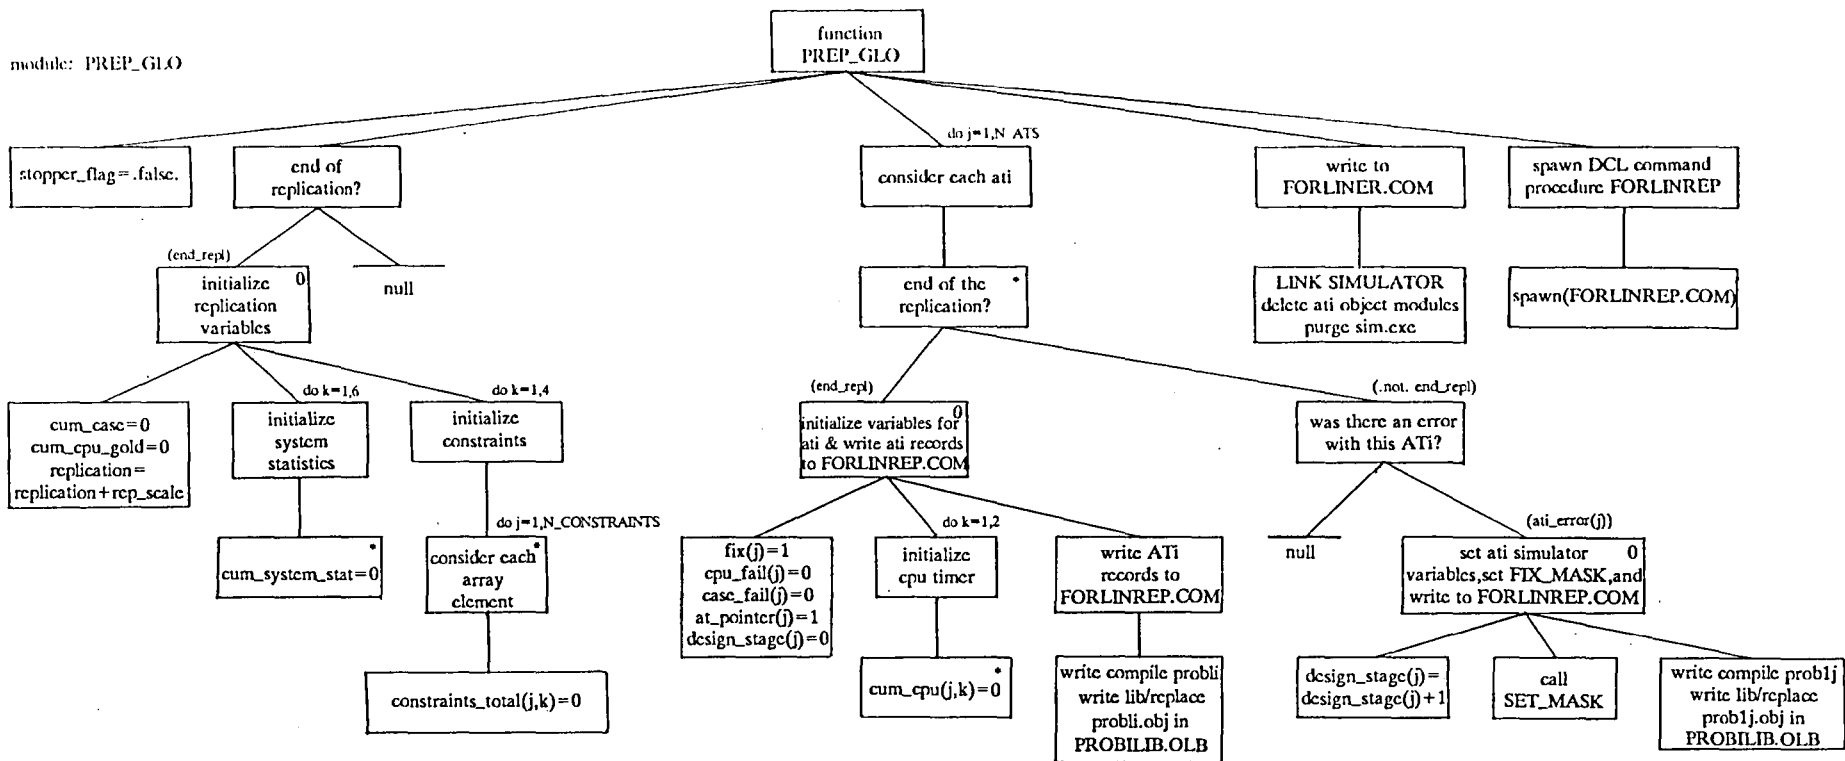 function
PREP_GLO
module: PREP_GLO
do j=1,N_ATS
stopper_flag=.false.
end of
replication?
consider each ati
write to
FORLINER.COM
spawn DCL command
procedure FORLINREP
(end_repl)
initialize 0
replication
variables
null
end of the *
replication?
LINK SIMULATOR
delete ati object modules
purge sim.exe
spawn(FORLINREP.COM)
do k=1,6
do k=1,4
(end_repl)
(.not. end_repl)
cum_case=0
cum_cpu_gold=0
replication=
replication+rep_scale
initialize
system
statistics
initialize
constraints
0
initialize variables for
ati & write ati records
to FORLINREP.COM
was there an error
with this ATi?
do j=1,N_CONSTRAINTS
do k=1,2
(ati_error(j))
*
cum_system_stat=0
consider each *
array
element
fix(j)=1
cpu_fail(j)=0
case_fail(j)=0
at_pointer(j)=1
design_stage(j)=0
initialize
cpu timer
write ATi
records to
FORLINREP.COM
null
set ati simulator 0
variables,set FIX_MASK,and
write to FORLINREP.COM
constraints_total(j,k)=0
*
cum_cpu(j,k)=0
write compile probli
write lib/replace
probli.obj in
PROBILIB.OLB
design_stage(j)=
design_stage(j)+1
call
SET_MASK
write compile prob1j
write lib/replace
prob1j.obj in
PROBILIB.OLB